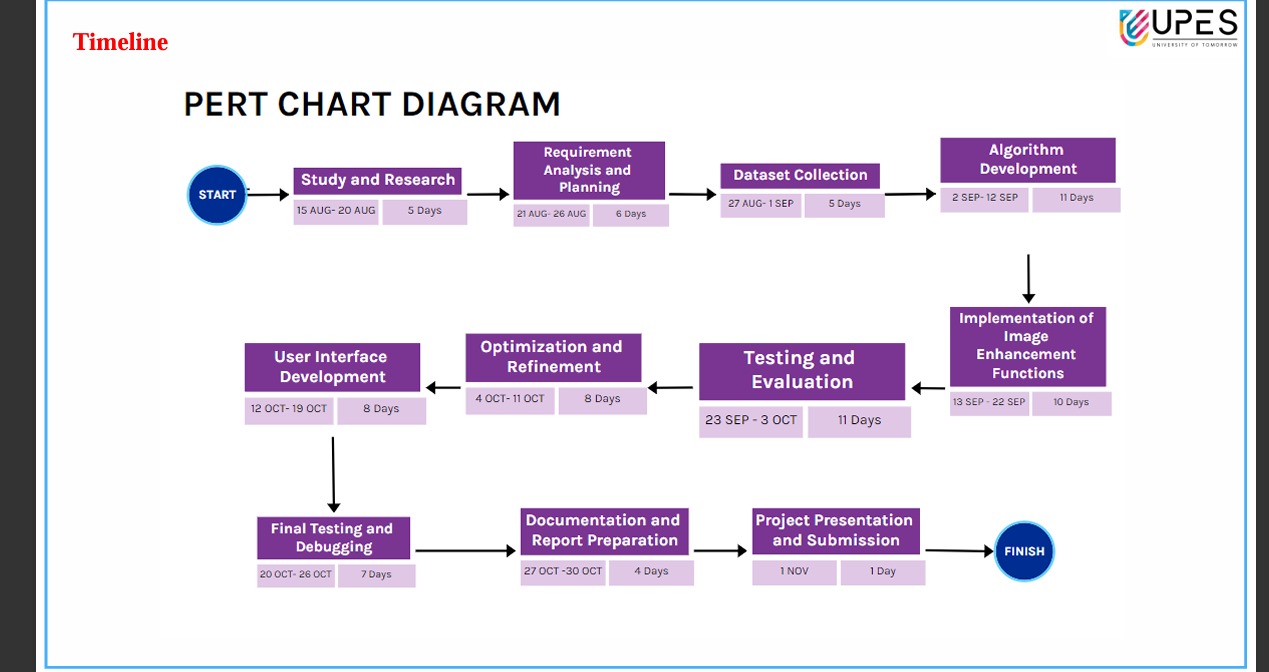 Timeline
UPES
UNIVERSITY OF TOMORROW
PERT CHART DIAGRAM
START
Study and Research
15 AUG- 20 AUG
5 Days
Requirement
Analysis and
Planning
21 AUG- 26 AUG
6 Days
Dataset Collection
27 AUG- 1 SEP
5 Days
Algorithm
Development
2 SEP- 12 SEP
11 Days
Implementation of
Image
Enhancement
Functions
13 SEP - 22 SEP
10 Days
Testing and
Evaluation
23 SEP - 3 OCT
11 Days
Optimization and
Refinement
4 OCT- 11 OCT
8 Days
User Interface
Development
12 OCT- 19 OCT
8 Days
Final Testing and
Debugging
20 OCT- 26 OCT
7 Days
Documentation and
Report Preparation
27 OCT -30 OCT
4 Days
Project Presentation
and Submission
1 NOV
1 Day
FINISH